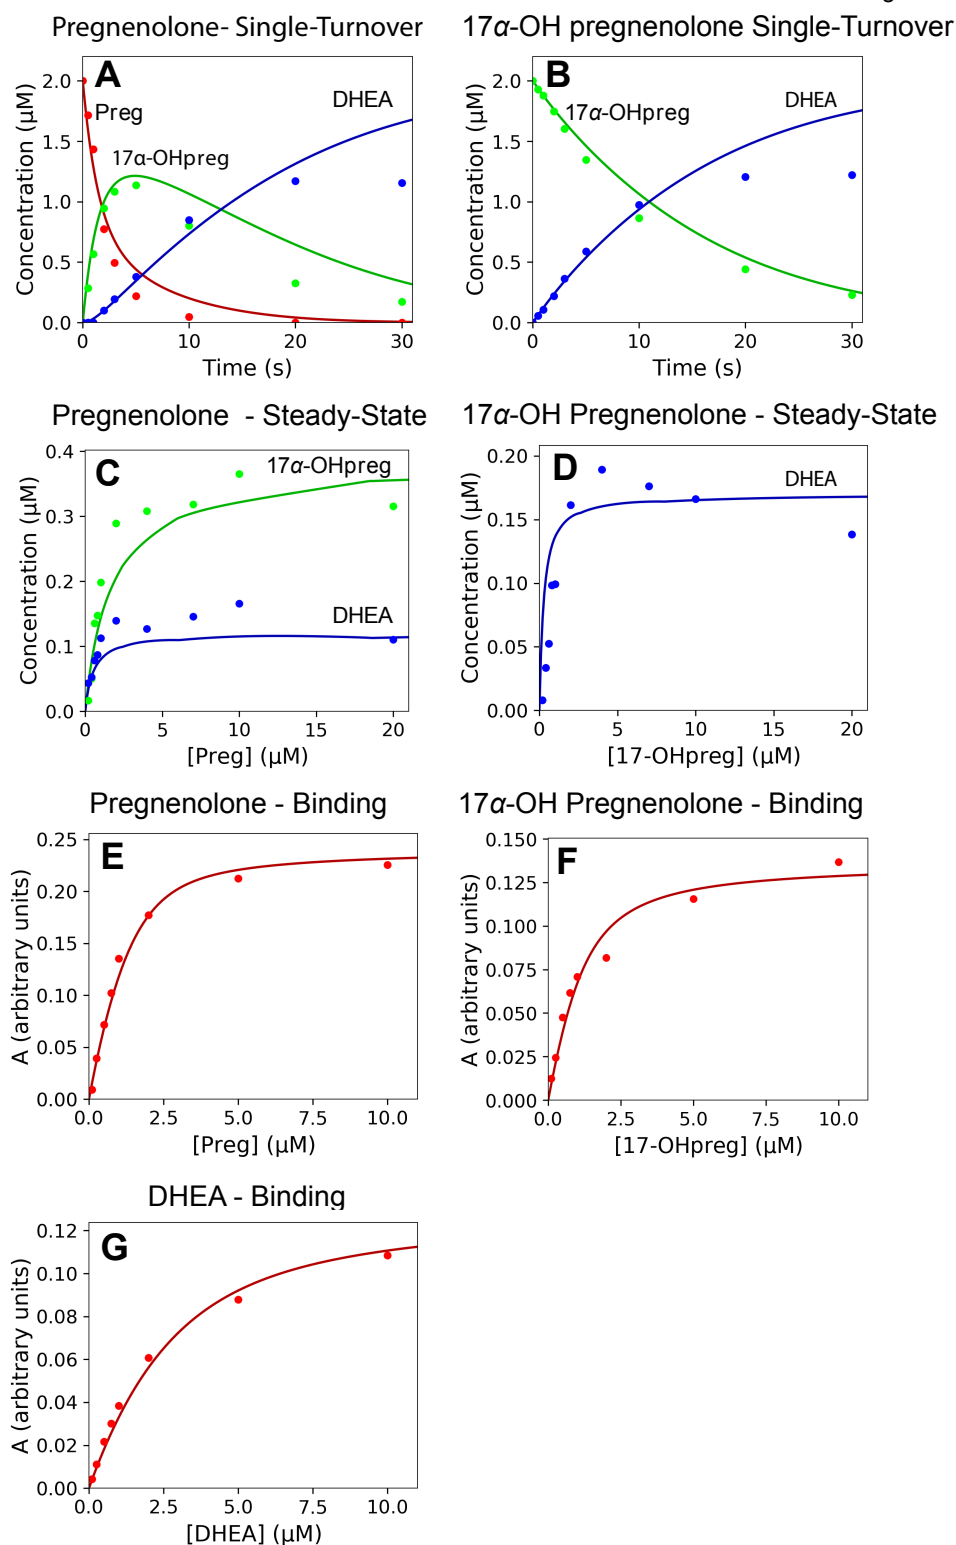 Pregnenolone- Single-Turnover
17α-OH pregnenolone Single-Turnover
A
Preg
17α-OHpreg
DHEA
Concentration (µM)
2.0
1.5
1.0
0.5
0.0
0 10 20 30
Time (s)
B
17α-OHpreg
DHEA
Concentration (µM)
2.0
1.5
1.0
0.5
0.0
0 10 20 30
Time (s)
Pregnenolone - Steady-State
17α-OH Pregnenolone - Steady-State
C
17α-OHpreg
DHEA
Concentration (µM)
0.4
0.3
0.2
0.1
0.0
0 5 10 15 20
[Preg] (µM)
D
DHEA
Concentration (µM)
0.20
0.15
0.10
0.05
0.00
0 5 10 15 20
[17-OHpreg] (µM)
Pregnenolone - Binding
17α-OH Pregnenolone - Binding
E
A (arbitrary units)
0.25
0.20
0.15
0.10
0.05
0.00
0.0 2.5 5.0 7.5 10.0
[Preg] (µM)
F
A (arbitrary units)
0.150
0.125
0.100
0.075
0.050
0.025
0.000
0.0 2.5 5.0 7.5 10.0
[17-OHpreg] (µM)
DHEA - Binding
G
A (arbitrary units)
0.12
0.10
0.08
0.06
0.04
0.02
0.00
0.0 2.5 5.0 7.5 10.0
[DHEA] (µM)